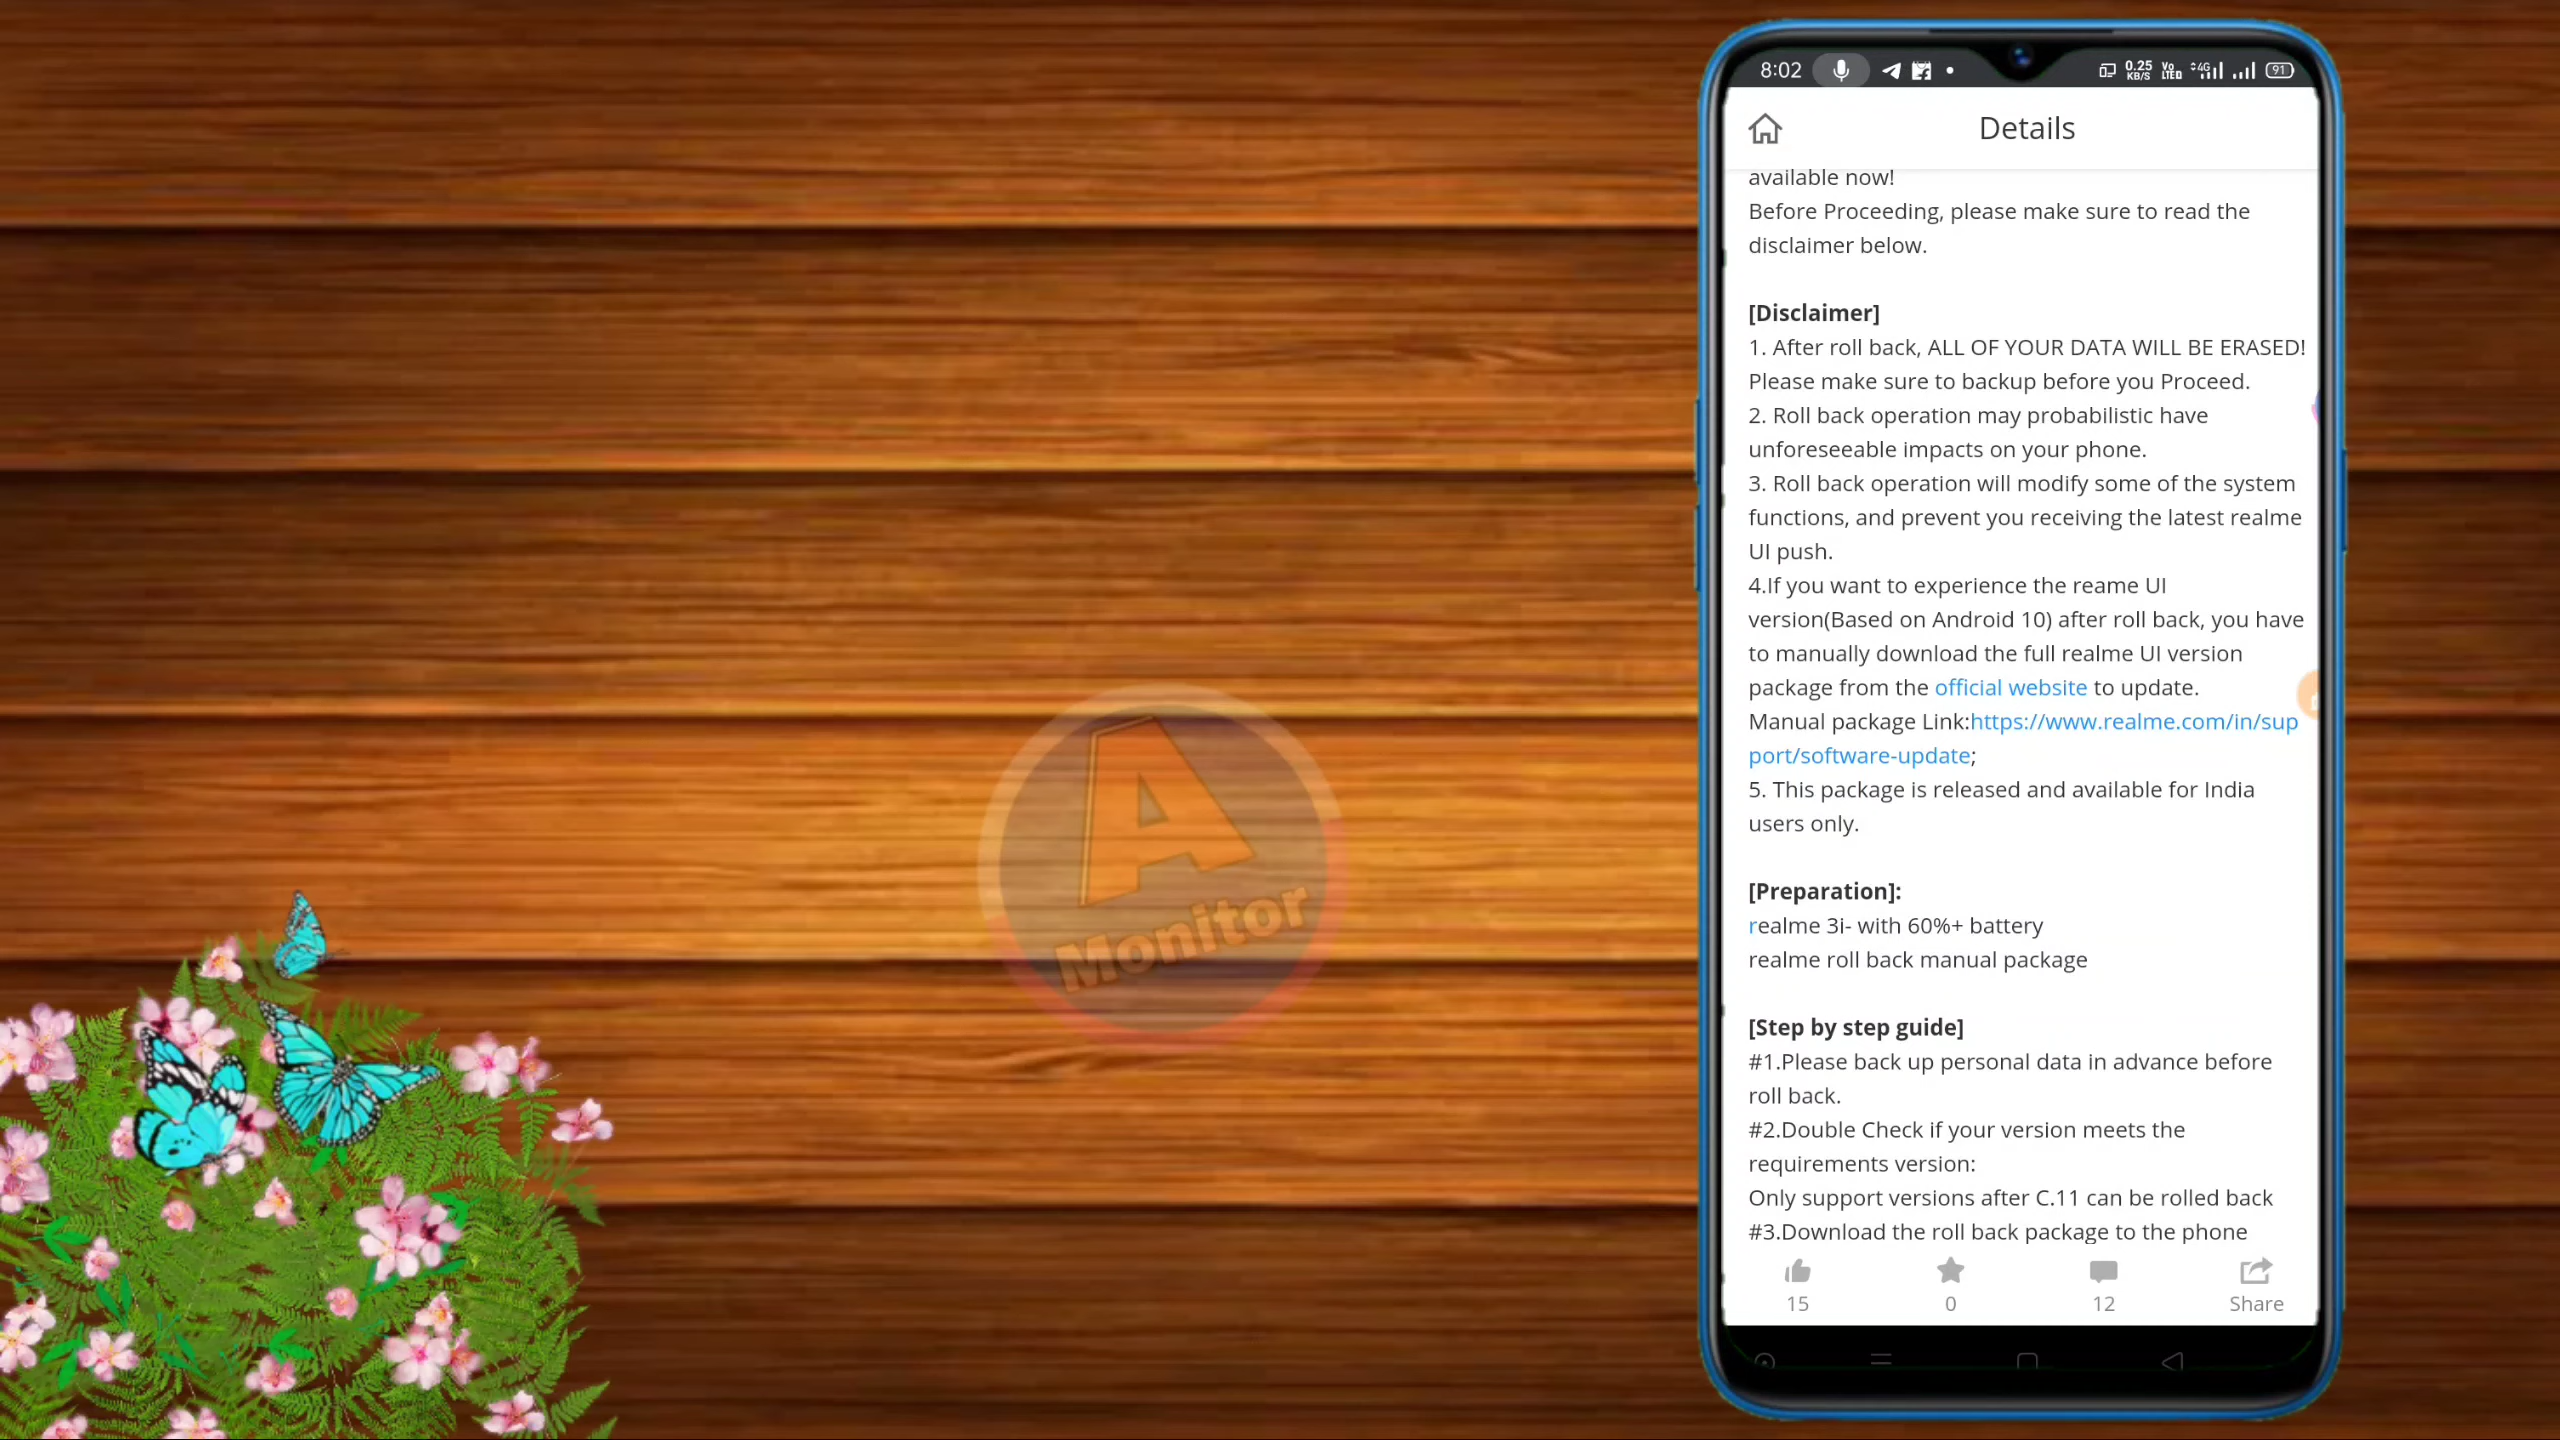 8:02
0.25
KB/S
Vo
LTED
4G
91
Details
available now!
Before Proceeding, please make sure to read the
disclaimer below.
[Disclaimer]
1. After roll back, ALL OF YOUR DATA WILL BE ERASED!
Please make sure to backup before you Proceed.
2. Roll back operation may probabilistic have
unforeseeable impacts on your phone.
3. Roll back operation will modify some of the system
functions, and prevent you receiving the latest realme
UI push.
4.If you want to experience the reame UI
version(Based on Android 10) after roll back, you have
to manually download the full realme UI version
package from the official website to update.
Manual package Link:https://www.realme.com/in/sup
port/software-update;
5. This package is released and available for India
users only.
[Preparation]:
realme 3i- with 60%+ battery
realme roll back manual package
[Step by step guide]
#1.Please back up personal data in advance before
roll back.
#2.Double Check if your version meets the
requirements version:
Only support versions after C.11 can be rolled back
#3.Download the roll back package to the phone
15
0
12
Share
A
Monitor